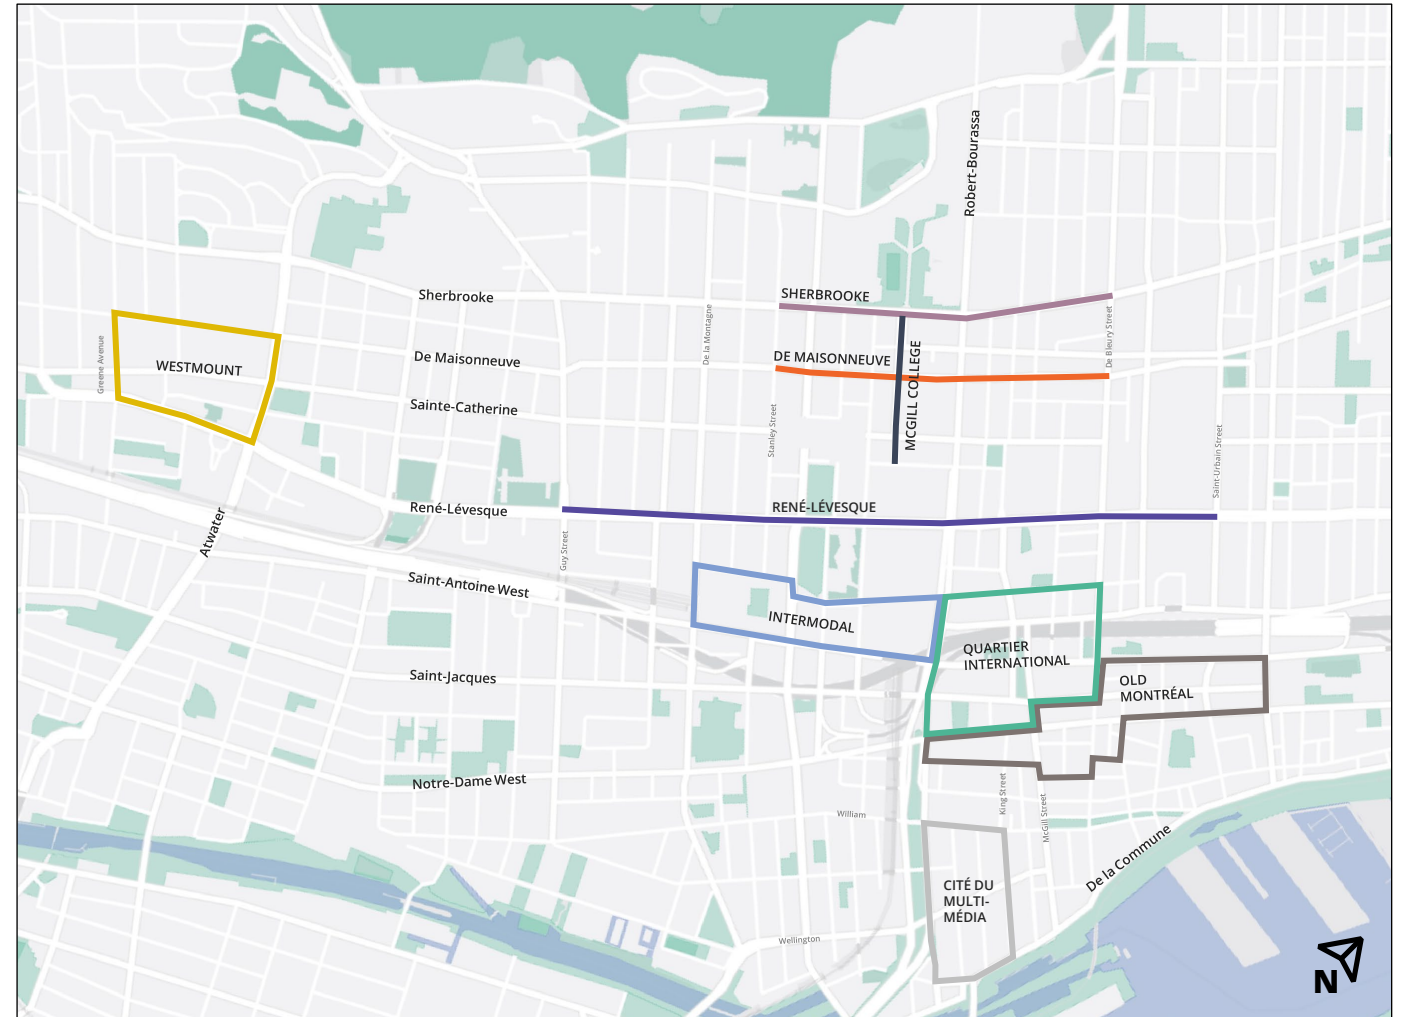 Robert-Bourassa
Sherbrooke
SHERBROOKE
De la Montagne
De Bleury Street
Greene Avenue
WESTMOUNT
De Maisonneuve
DE MAISONNEUVE
MCGILL COLLEGE
Sainte-Catherine
Stanley Street
Saint-Urbain Street
René-Lévesque
RENÉ-LÉVESQUE
Atwater
Guy Street
Saint-Antoine West
INTERMODAL
QUARTIER
INTERNATIONAL
Saint-Jacques
OLD
MONTRÉAL
Notre-Dame West
King Street
McGill Street
William
De la Commune
CITÉ DU
MULTI-
MÉDIA
Wellington
N